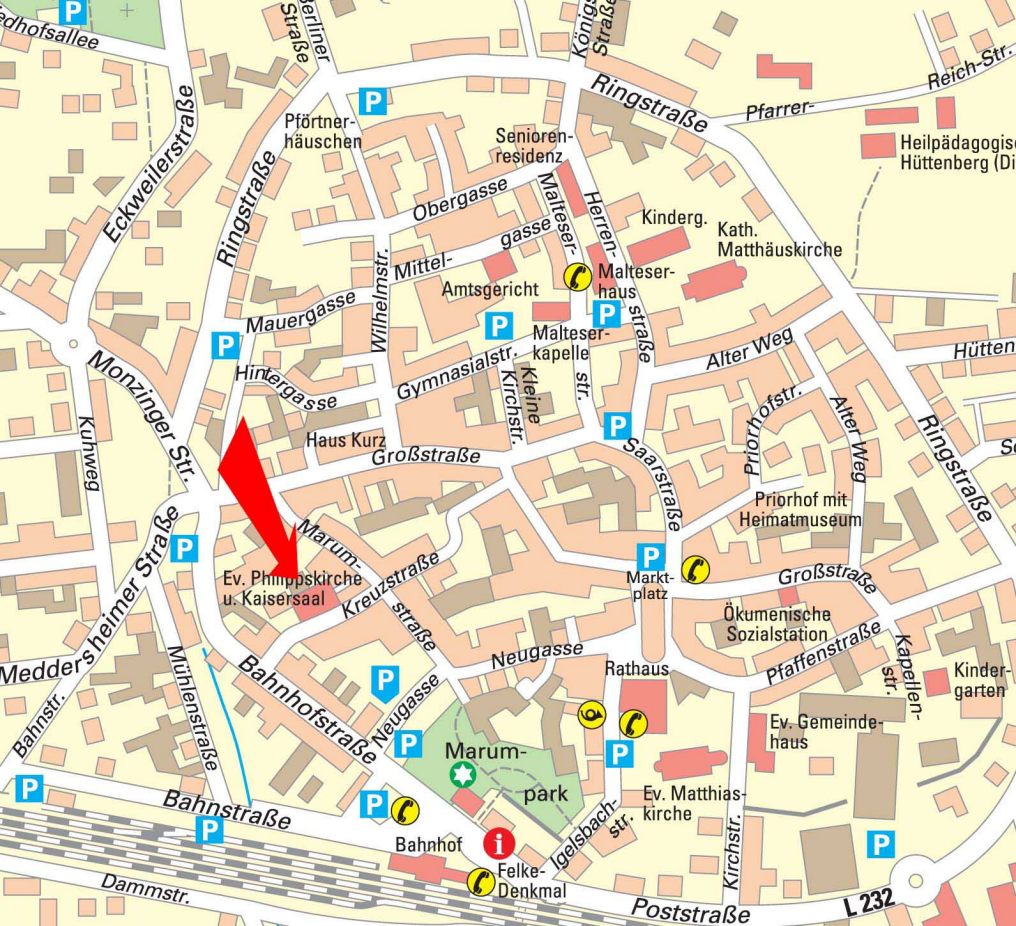 P
edhofsallee
Berliner
Straße
Königs-
Straße
Ringstraße
Reich-Str.
Pfarrer-
P
Pförtner-
häuschen
Senioren-
residenz
Heilpädagogisc
Hüttenberg (Di
Eckweilerstraße
Ringstraße
Obergasse
Malteser-
Herren-
Kinderg.
Kath.
Matthäuskirche
Mittel-
gasse
Amtsgericht
Malteser-
haus
Mauergasse
Wilhelmstr.
P
P
straße
P
Malteser-
kapelle
Alter Weg
Hütten
Monzinger Str.
Hintergasse
Gymnasialstr.
Kleine
Kirchstr.
str.
Priorhofstr.
Alter Weg
Ringstraße
Kuhweg
Haus Kurz
Großstraße
P
Saarstraße
Priorhof mit
Heimatmuseum
Meddersheimer Straße
P
Marum-
straße
P
Markt-
platz
Großstraße
Ev. Philippskirche
u. Kaisersaal
Kreuzstraße
Ökumenische
Sozialstation
Pfaffenstraße
Kapellen-
str.
Neugasse
Rathaus
Kinder-
garten
Mühlenstraße
Bahnhofstraße
P
Neugasse
Bahnstr.
P
Marum-
park
P
Ev. Gemeinde-
haus
Ev. Matthias-
kirche
P
Bahnstraße
P
P
Igelsbach-
str.
Kirchstr.
P
Bahnhof
i
Felke-
Denkmal
Dammstr.
Poststraße
L 232